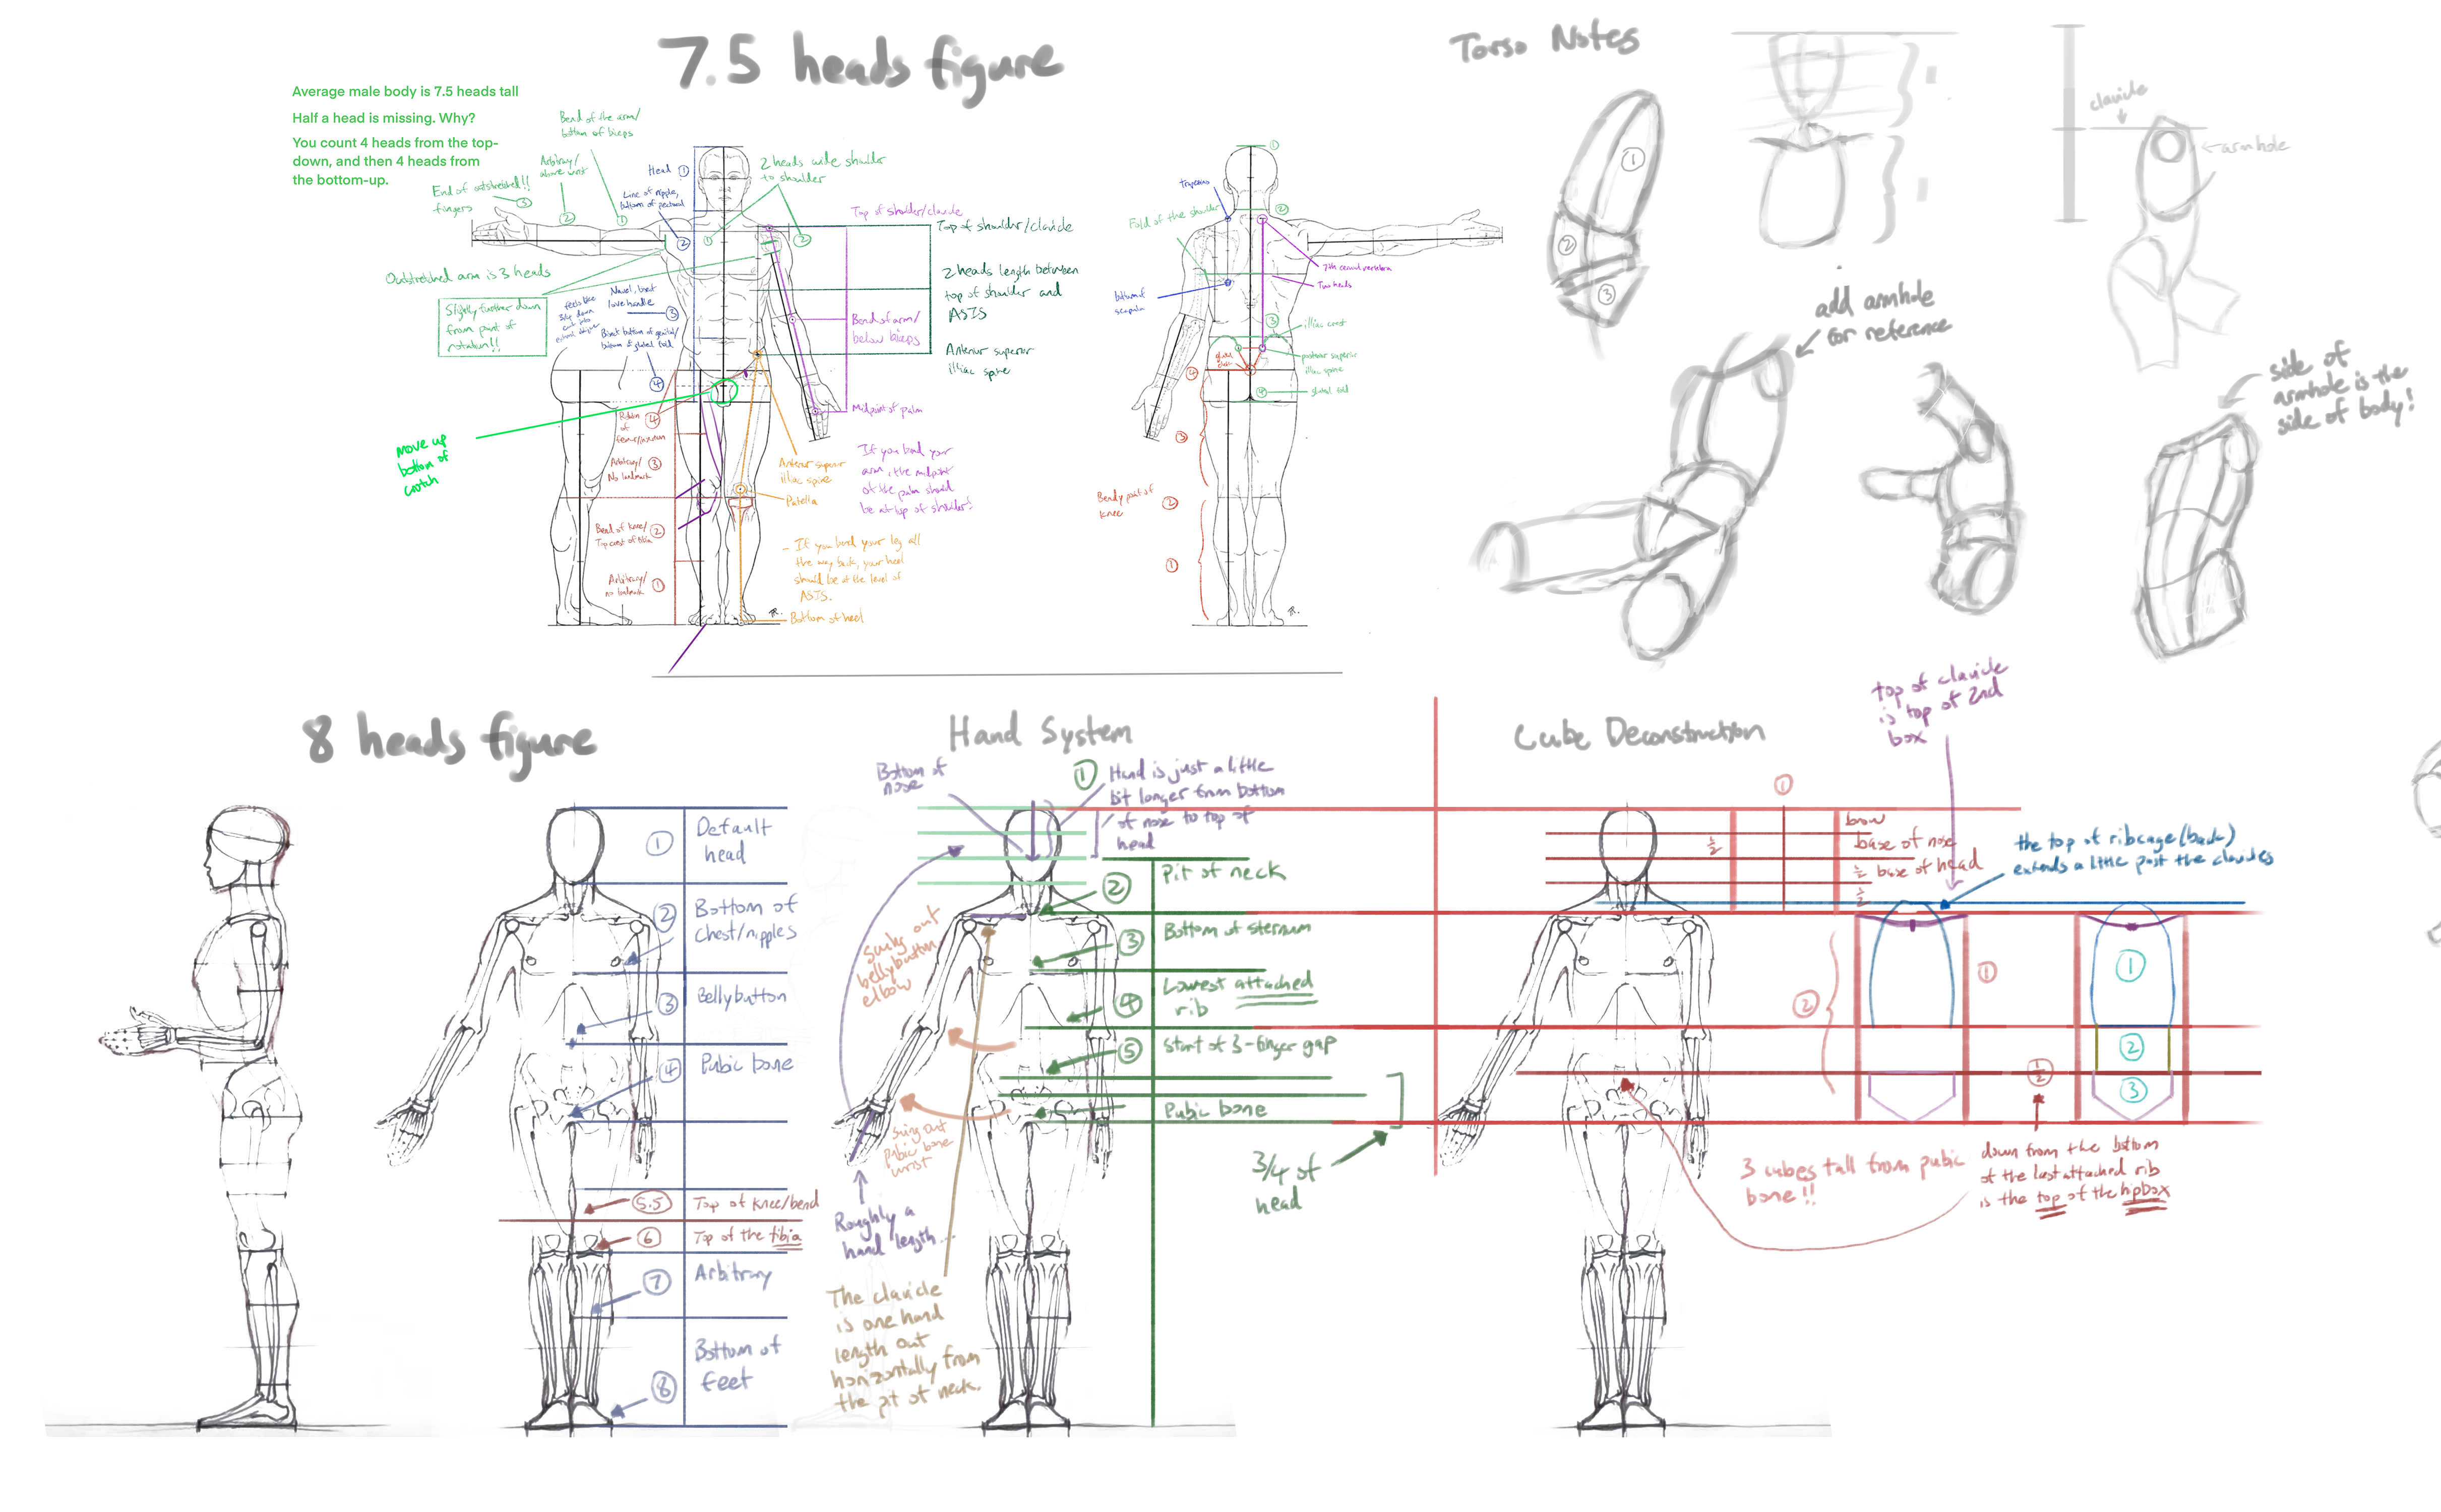 7.5 heads figure
Average male body is 7.5 heads tall
Half a head is missing. Why?
You count 4 heads from the top-
down, and then 4 heads from
the bottom-up.
Bend of the arm/
bottom of biceps
Arbitrary/
above wrist
End of outstretched!!
fingers
3
2
1
Head 1
Line of nipple,
bottom of pectoral
2
2 heads wide shoulder
to shoulder
1
2
Outstretched arm is 3 heads
Slightly further down
from point of
rotation!!
Navel, best
love handle
3
feels like
4
Top of shoulder/clavicle
Top of shoulder/clavicle
2 heads length between
top of shoulder and
ASIS
Bend of arm/
below biceps
Anterior superior
illiac spine
Midpoint of palm
move up
bottom of
crotch
4
Arbitrary/ 3
No landmark
Bend of knee/ 2
Top crest of tibia
Arbitrary/ 1
no landmark
Anterior superior
illiac spine
Patella
If you bend your
arm, the midpoint
of the palm should
be at top of shoulder!
- If you bend your leg all
the way back, your heel
should be at the level of
ASIS.
Bottom of heel
1
Trapezius
2
Fold of the shoulder
7th cervical vertebra
Two heads
bottom of
scapula
3
illiac crest
posterior superior
illiac spine
4
4
gluteal fold
3
Bendy point of
knee
2
1
Torso Notes
1
2
3
clavicle
armhole
add armhole
for reference
side of
armhole is the
side of body!
8 heads figure
1 Default
head
2 Bottom of
chest/nipples
3 Bellybutton
4 Pubic bone
5.5 Top of knee/bend
6 Top of the tibia
7 Arbitrary
8 Bottom of
feet
Hand System
Bottom of
nose
1 Hand is just a little
bit longer from bottom
of nose to top of
head
2 Pit of neck
3 Bottom of sternum
4 Lowest attached
rib
5 Start of 3-finger gap
Pubic bone
3/4 of
head
Swing out
bellybutton
elbow
Swing out
Pubic bone
wrist
Roughly a
hand length...
The clavicle
is one hand
length out
horizontally from
the pit of neck.
Cube Deconstruction
top of clavicle
is top of 2nd
box
1
brow
base of nose
1/2 base of head
1/2
1/2
the top of ribcage (back)
extends a little past the clavicles
2
1
1
2
3
1/2
3 cubes tall from pubic
bone!!
down from the bottom
of the last attached rib
is the top of the hipbox